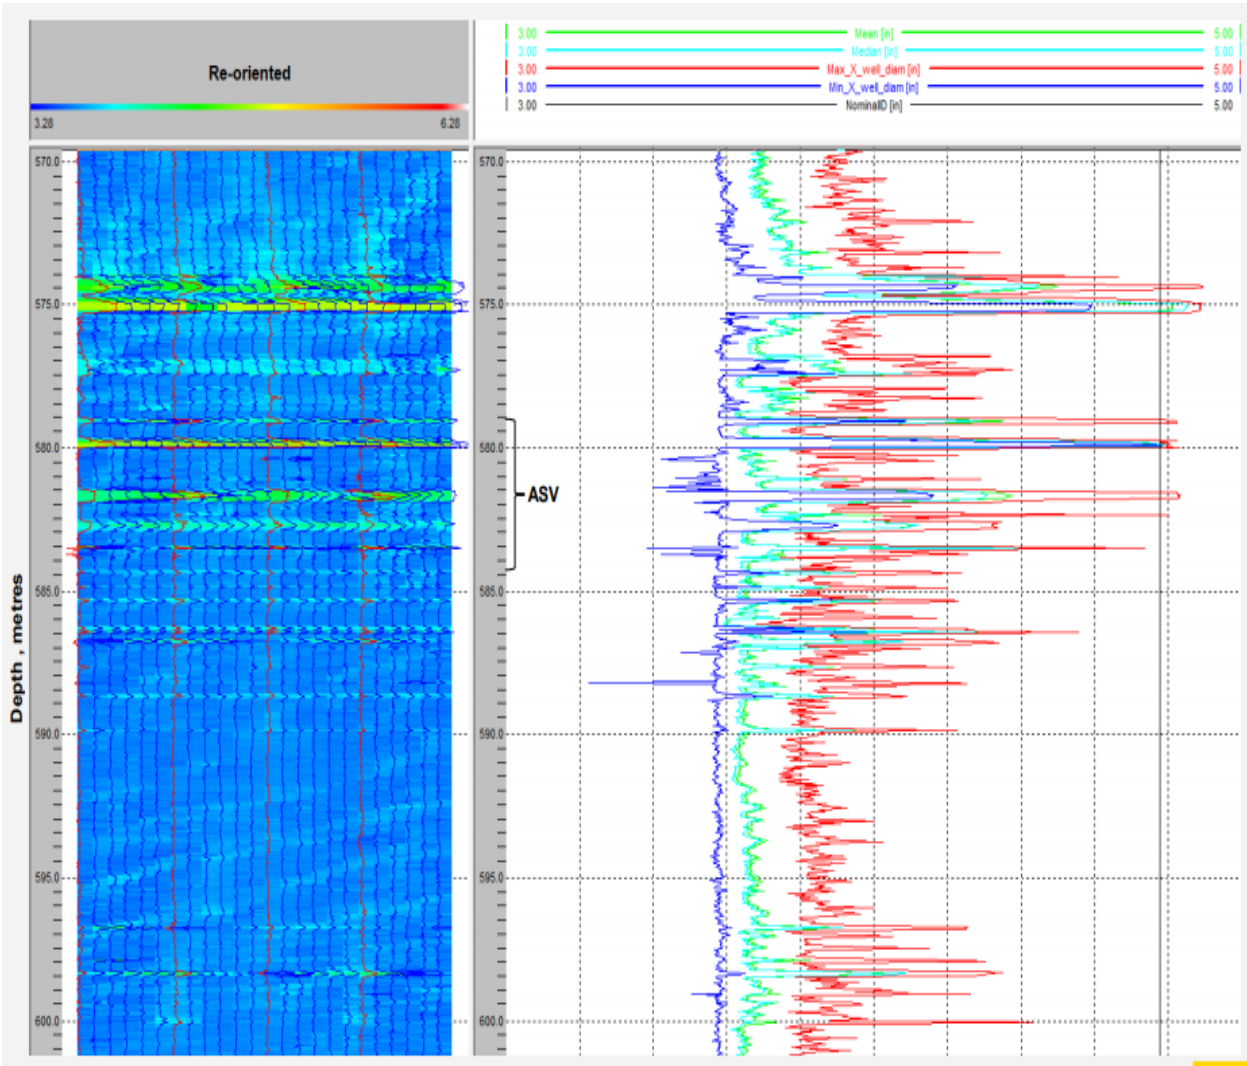 Re-oriented
3.28 6.28
3.00 Mean [in] 5.00
3.00 Median [in] 5.00
3.00 Max_X_well_diam [in] 5.00
3.00 Min_X_well_diam [in] 5.00
3.00 NominalID [in] 5.00
570.0 570.0
575.0 575.0
580.0 580.0
ASV
585.0 585.0
590.0 590.0
595.0 595.0
600.0 600.0
Depth , metres